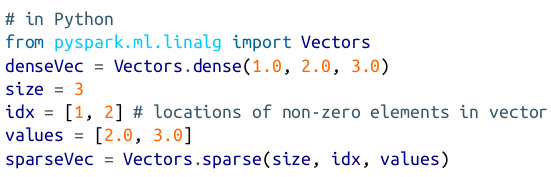 # in Python
from pyspark.ml.linalg import Vectors
denseVec = Vectors.dense(1.0, 2.0, 3.0)
size = 3
idx = [1, 2] # locations of non-zero elements in vector
values = [2.0, 3.0]
sparseVec = Vectors.sparse(size, idx, values)